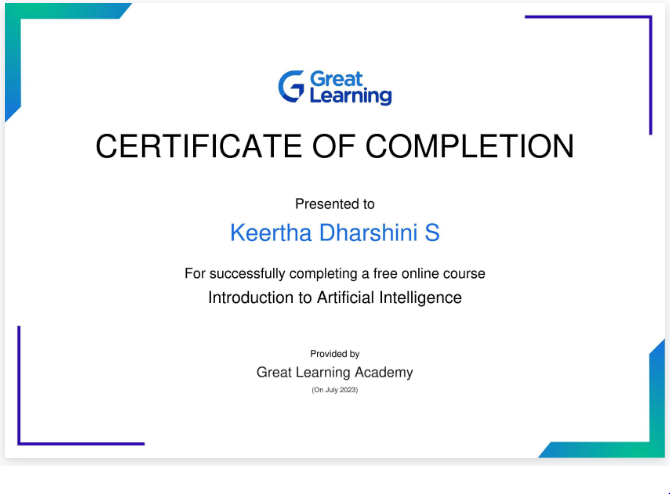 Great
Learning
CERTIFICATE OF COMPLETION
Presented to
Keertha Dharshini S
For successfully completing a free online course
Introduction to Artificial Intelligence
Provided by
Great Learning Academy
(On July 2023)